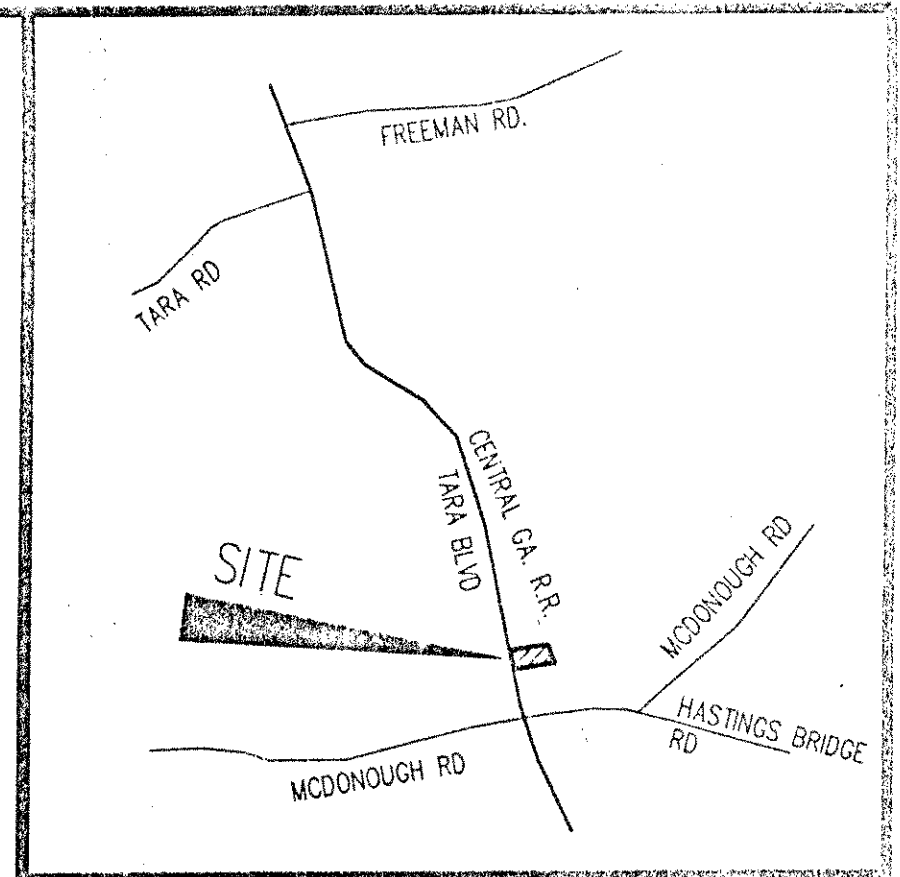 FREEMAN RD.
TARA RD
CENTRAL GA. R.R.
TARA BLVD
SITE
MCDONOUGH RD
HASTINGS BRIDGE
RD
MCDONOUGH RD